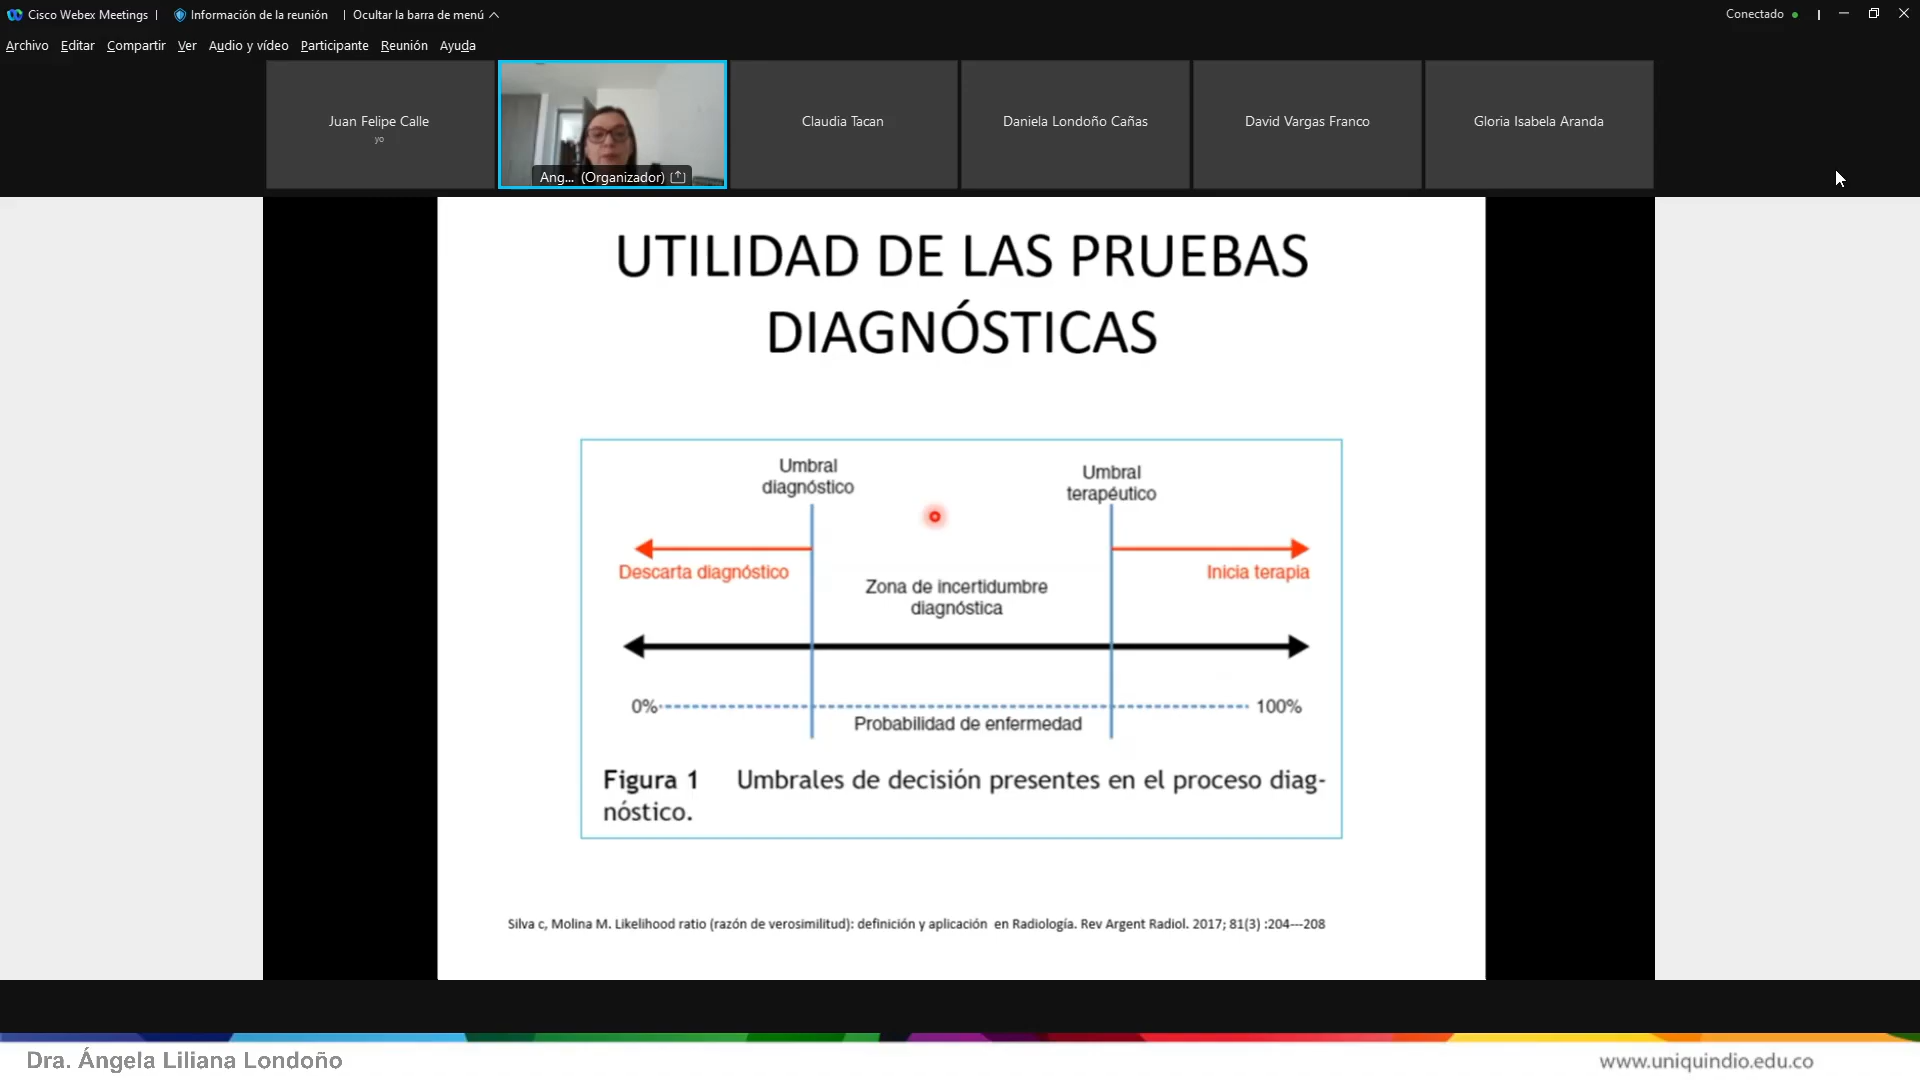 Cisco Webex Meetings | Información de la reunión | Ocultar la barra de menú
Conectado
Archivo Editar Compartir Ver Audio y vídeo Participante Reunión Ayuda
Juan Felipe Calle
yo
Ang... (Organizador)
Claudia Tacan
Daniela Londoño Cañas
David Vargas Franco
Gloria Isabela Aranda
UTILIDAD DE LAS PRUEBAS
DIAGNÓSTICAS
Umbral
diagnóstico
Umbral
terapéutico
Descarta diagnóstico
Inicia terapia
Zona de incertidumbre
diagnóstica
0%
100%
Probabilidad de enfermedad
Figura 1 Umbrales de decisión presentes en el proceso diag-
nóstico.
Silva c, Molina M. Likelihood ratio (razón de verosimilitud): definición y aplicación en Radiología. Rev Argent Radiol. 2017; 81(3) :204---208
Dra. Ángela Liliana Londoño
www.uniquindio.edu.co